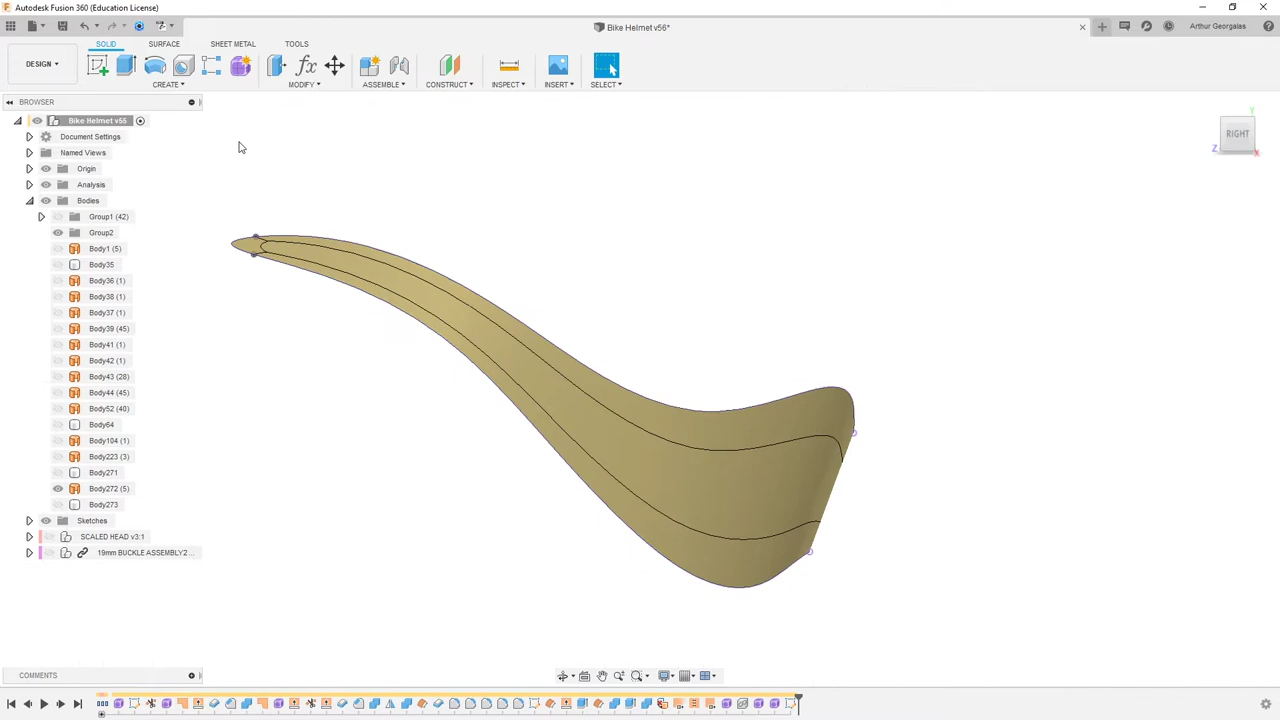 Autodesk Fusion 360 (Education License)
Bike Helmet v56*
Arthur Georgalas
DESIGN
SOLID
SURFACE
SHEET METAL
TOOLS
CREATE
MODIFY
ASSEMBLE
CONSTRUCT
INSPECT
INSERT
SELECT
BROWSER
Bike Helmet v55
Document Settings
Named Views
Origin
Analysis
Bodies
Group1 (42)
Group2
Body1 (5)
Body35
Body36 (1)
Body38 (1)
Body37 (1)
Body39 (45)
Body41 (1)
Body42 (1)
Body43 (28)
Body44 (45)
Body52 (40)
Body64
Body104 (1)
Body223 (3)
Body271
Body272 (5)
Body273
Sketches
SCALED HEAD v3:1
19mm BUCKLE ASSEMBLY2...
Y
RIGHT
Z
X
COMMENTS